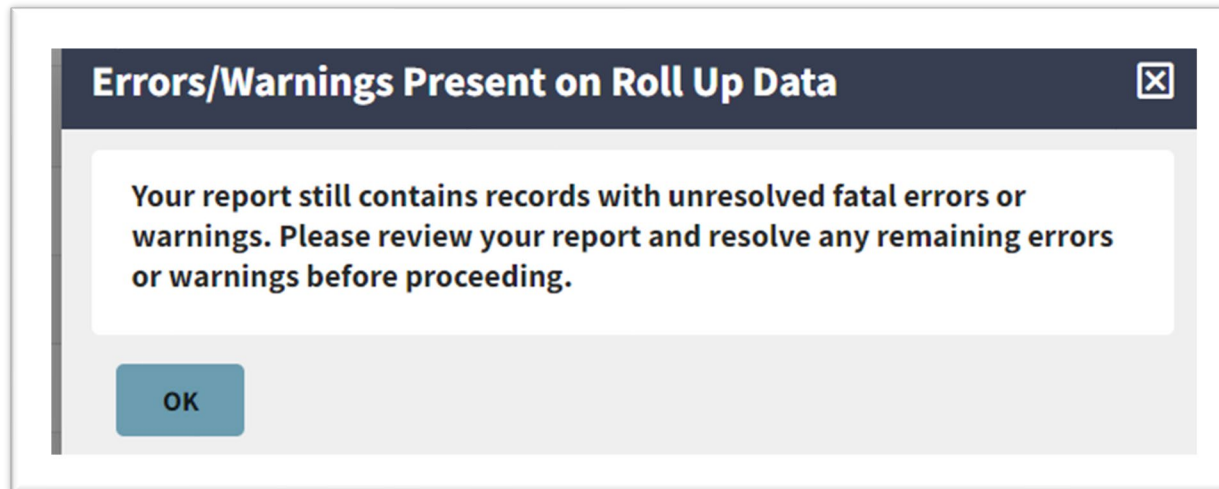 Errors/Warnings Present on Roll Up Data
Your report still contains records with unresolved fatal errors or
warnings. Please review your report and resolve any remaining errors
or warnings before proceeding.
OK